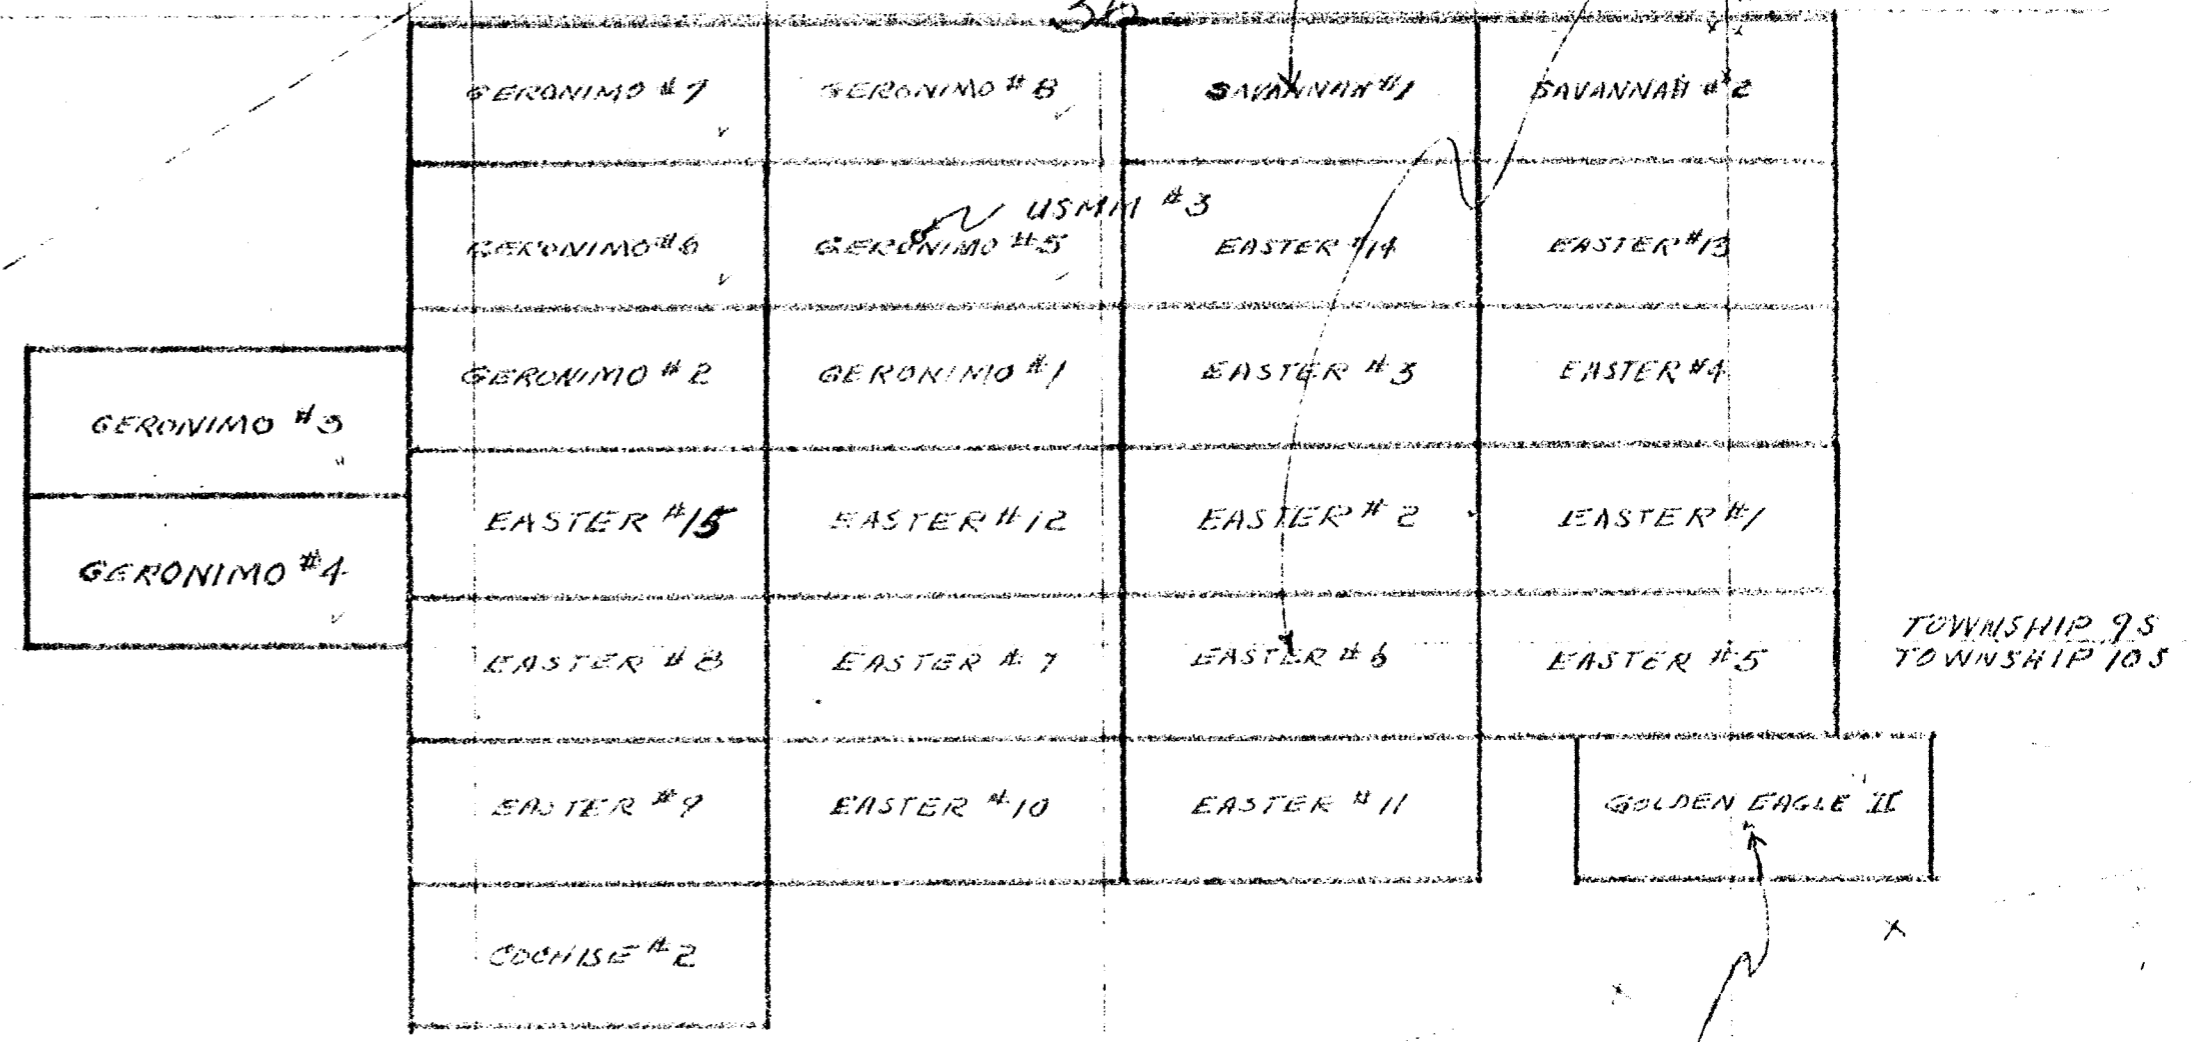 36
GERONIMO #7
GERONIMO #8
SAVANNAH #1
SAVANNAH #2
USMM #3
GERONIMO #6
GERONIMO #5
EASTER #14
EASTER #13
GERONIMO #2
GERONIMO #1
EASTER #3
EASTER #4
GERONIMO #3
EASTER #15
EASTER #12
EASTER #2
EASTER #1
GERONIMO #4
TOWNSHIP 9S
TOWNSHIP 10S
EASTER #8
EASTER #7
EASTER #6
EASTER #5
EASTER #9
EASTER #10
EASTER #11
GOLDEN EAGLE II
COCHISE #2